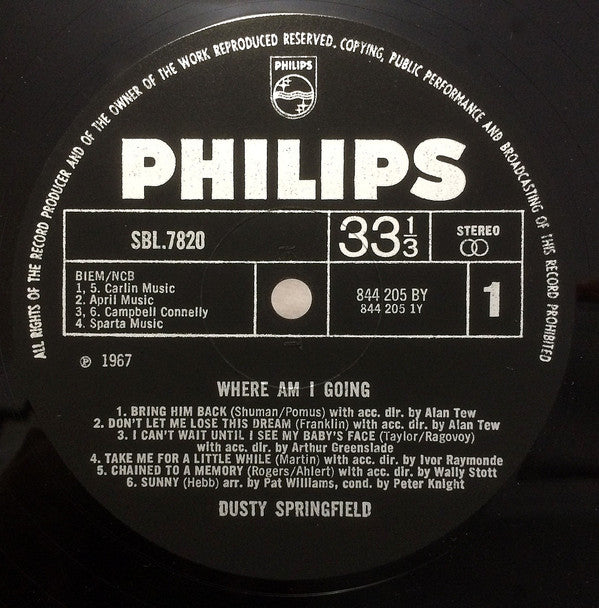 ALL RIGHTS OF THE RECORD PRODUCER AND OF THE OWNER OF THE WORK REPRODUCED RESERVED. COPYING, PUBLIC PERFORMANCE AND BROADCASTING OF THIS RECORD PROHIBITED
PHILIPS
PHILIPS
SBL.7820
33⅓
STEREO
BIEM/NCB
1, 5. Carlin Music
2. April Music
3, 6. Campbell Connelly
4. Sparta Music
844 205 BY
844 205 1Y
1
℗ 1967
WHERE AM I GOING
1. BRING HIM BACK (Shuman/Pomus) with acc. dir. by Alan Tew
2. DON'T LET ME LOSE THIS DREAM (Franklin) with acc. dir. by Alan Tew
3. I CAN'T WAIT UNTIL I SEE MY BABY'S FACE (Taylor/Ragovoy)
with acc. dir. by Arthur Greenslade
4. TAKE ME FOR A LITTLE WHILE (Martin) with acc. dir. by Ivor Raymonde
5. CHAINED TO A MEMORY (Rogers/Ahlert) with acc. dir. by Wally Stott
6. SUNNY (Hebb) arr. by Pat Williams, cond. by Peter Knight
DUSTY SPRINGFIELD